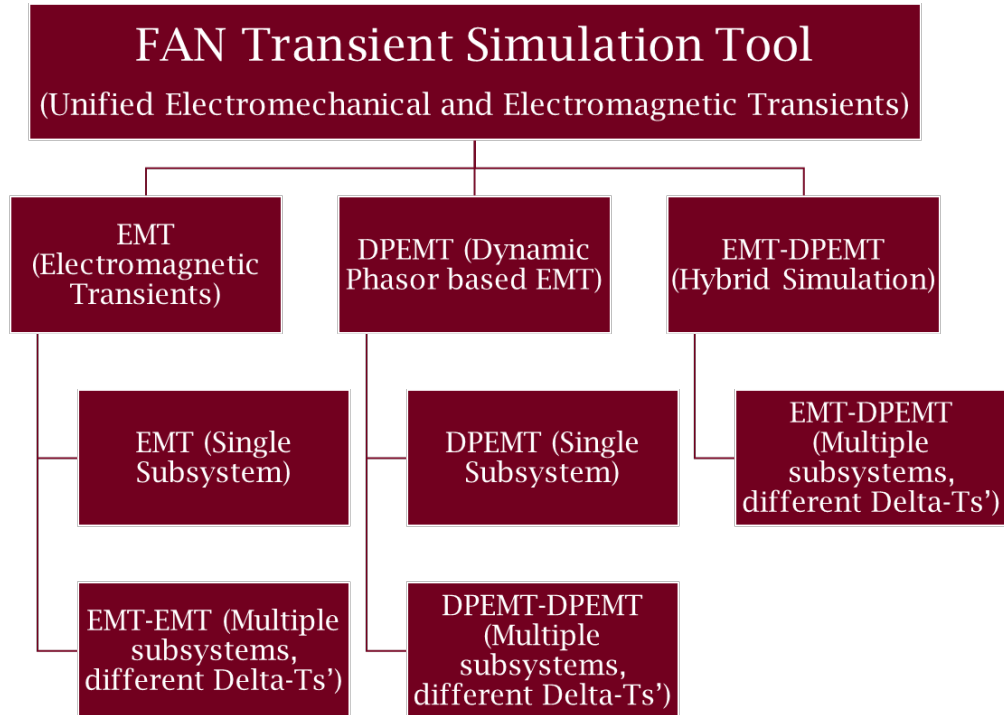 FAN Transient Simulation Tool
(Unified Electromechanical and Electromagnetic Transients)
EMT
(Electromagnetic
Transients)
DPEMT (Dynamic
Phasor based EMT)
EMT-DPEMT
(Hybrid Simulation)
EMT (Single
Subsystem)
DPEMT (Single
Subsystem)
EMT-DPEMT
(Multiple
subsystems,
different Delta-Ts’)
EMT-EMT (Multiple
subsystems,
different Delta-Ts’)
DPEMT-DPEMT
(Multiple
subsystems,
different Delta-Ts’)